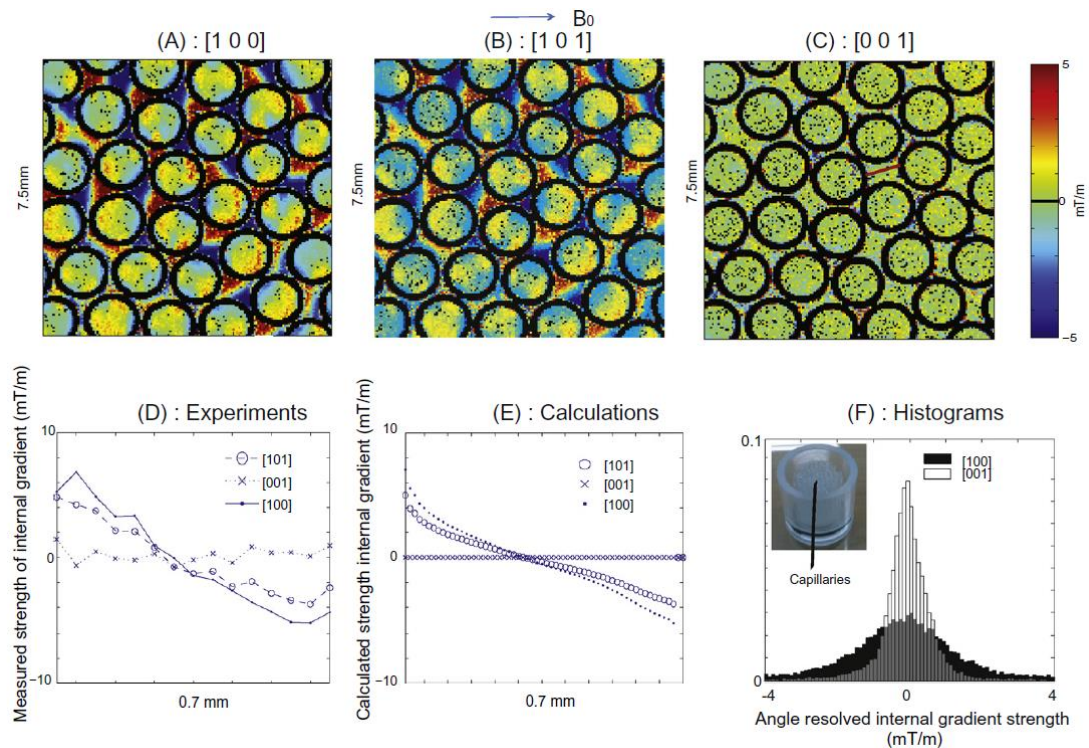 B0
(A) : [1 0 0]
(B) : [1 0 1]
(C) : [0 0 1]
7.5mm
7.5mm
7.5mm
5
0
−5
mT/m
(D) : Experiments
(E) : Calculations
(F) : Histograms
Measured strength of internal gradient (mT/m)
10
0
−10
[101]
[001]
[100]
0.7 mm
Calculated strength internal gradient (mT/m)
10
0
−10
[101]
[001]
[100]
0.7 mm
0.1
0
[100]
[001]
Capillaries
-4
0
4
Angle resolved internal gradient strength
(mT/m)